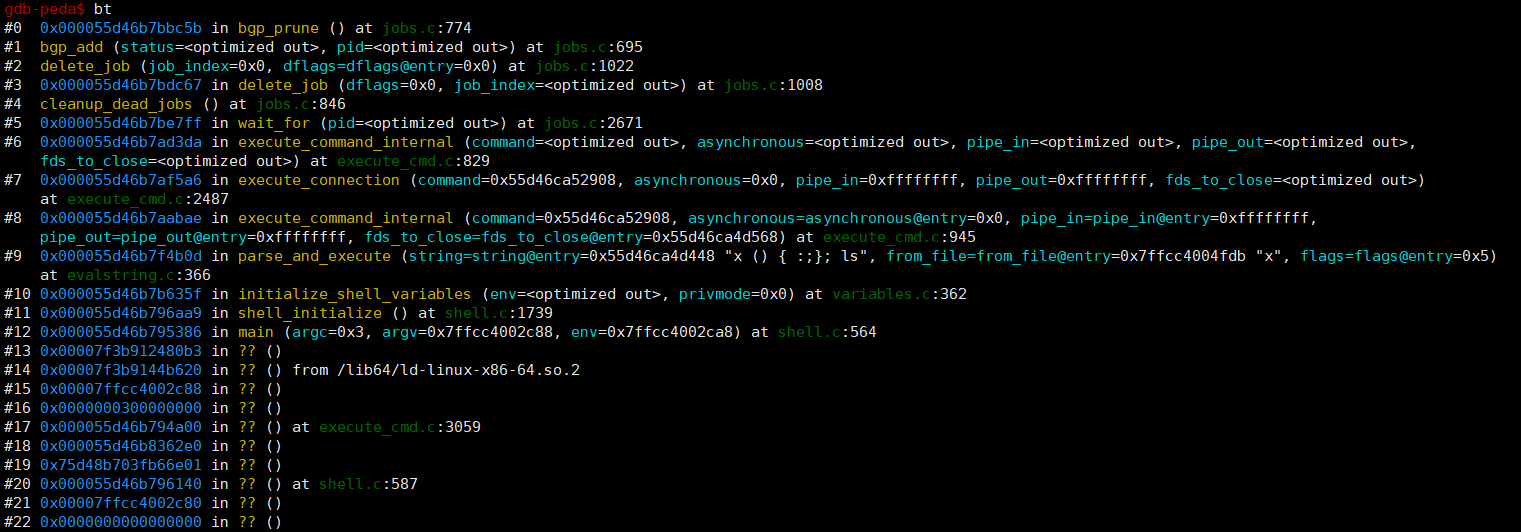 gdb-peda$ bt
#0  0x000055d46b7bbc5b in bgp_prune () at jobs.c:774
#1  bgp_add (status=<optimized out>, pid=<optimized out>) at jobs.c:695
#2  delete_job (job_index=0x0, dflags=dflags@entry=0x0) at jobs.c:1022
#3  0x000055d46b7bdc67 in delete_job (dflags=0x0, job_index=<optimized out>) at jobs.c:1008
#4  cleanup_dead_jobs () at jobs.c:846
#5  0x000055d46b7be7ff in wait_for (pid=<optimized out>) at jobs.c:2671
#6  0x000055d46b7ad3da in execute_command_internal (command=<optimized out>, asynchronous=<optimized out>, pipe_in=<optimized out>, pipe_out=<optimized out>,
    fds_to_close=<optimized out>) at execute_cmd.c:829
#7  0x000055d46b7af5a6 in execute_connection (command=0x55d46ca52908, asynchronous=0x0, pipe_in=0xffffffff, pipe_out=0xffffffff, fds_to_close=<optimized out>)
    at execute_cmd.c:2487
#8  0x000055d46b7aabae in execute_command_internal (command=0x55d46ca52908, asynchronous=asynchronous@entry=0x0, pipe_in=pipe_in@entry=0xffffffff,
    pipe_out=pipe_out@entry=0xffffffff, fds_to_close=fds_to_close@entry=0x55d46ca4d568) at execute_cmd.c:945
#9  0x000055d46b7f4b0d in parse_and_execute (string=string@entry=0x55d46ca4d448 "x () { :;}; ls", from_file=from_file@entry=0x7ffcc4004fdb "x", flags=flags@entry=0x5)
    at evalstring.c:366
#10 0x000055d46b7b635f in initialize_shell_variables (env=<optimized out>, privmode=0x0) at variables.c:362
#11 0x000055d46b796aa9 in shell_initialize () at shell.c:1739
#12 0x000055d46b795386 in main (argc=0x3, argv=0x7ffcc4002c88, env=0x7ffcc4002ca8) at shell.c:564
#13 0x00007f3b912480b3 in ?? ()
#14 0x00007f3b9144b620 in ?? () from /lib64/ld-linux-x86-64.so.2
#15 0x00007ffcc4002c88 in ?? ()
#16 0x0000000300000000 in ?? ()
#17 0x000055d46b794a00 in ?? () at execute_cmd.c:3059
#18 0x000055d46b8362e0 in ?? ()
#19 0x75d48b703fb66e01 in ?? ()
#20 0x000055d46b796140 in ?? () at shell.c:587
#21 0x00007ffcc4002c80 in ?? ()
#22 0x0000000000000000 in ?? ()